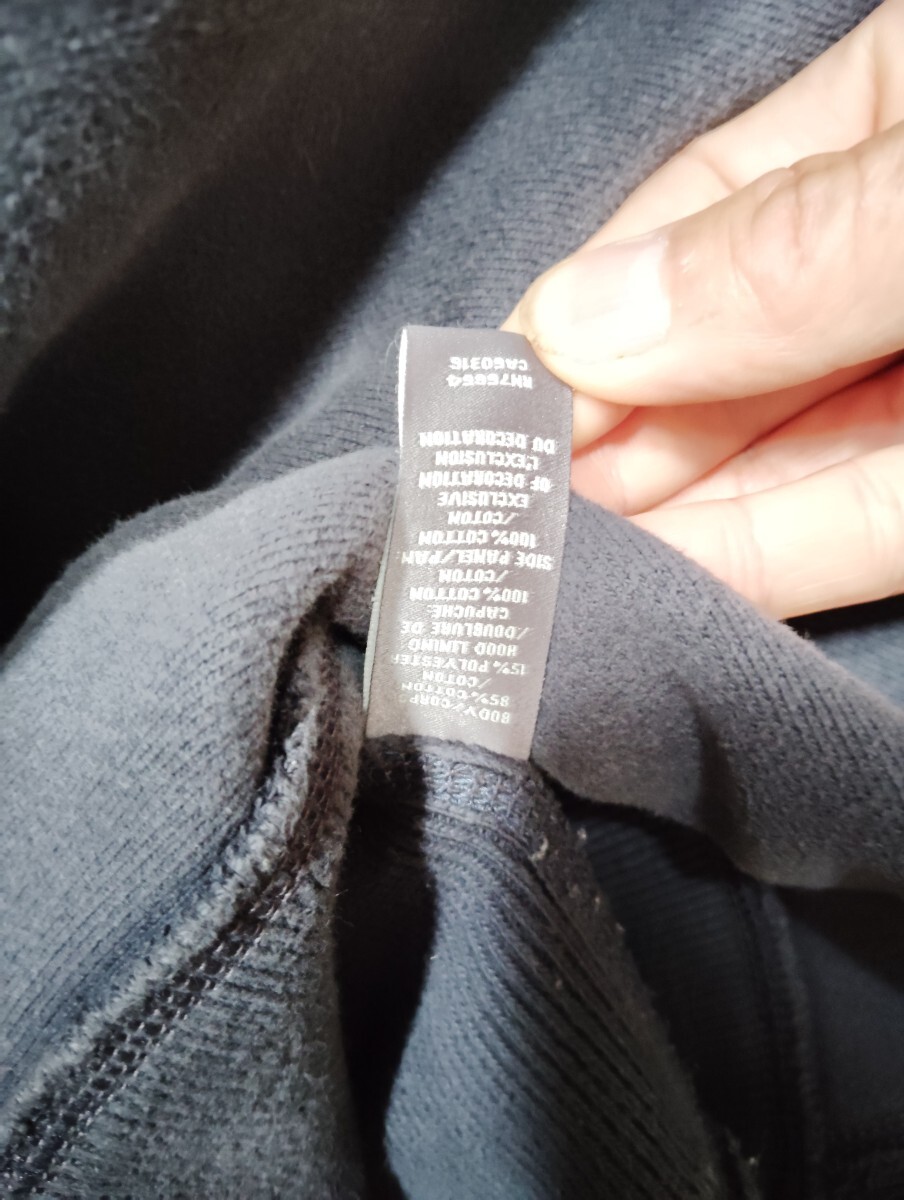 BODY/CORPS
85% COTTON
/COTON
15% POLYESTER
HOOD LINING
/DOUBLURE DE
CAPUCHE:
100% COTTON
/COTON
SIDE PANEL/PAN
100% COTTON
/COTON
EXCLUSIVE
OF DECORATION
L'EXCLUSION
DU DECORATION
RN76664
CA60316